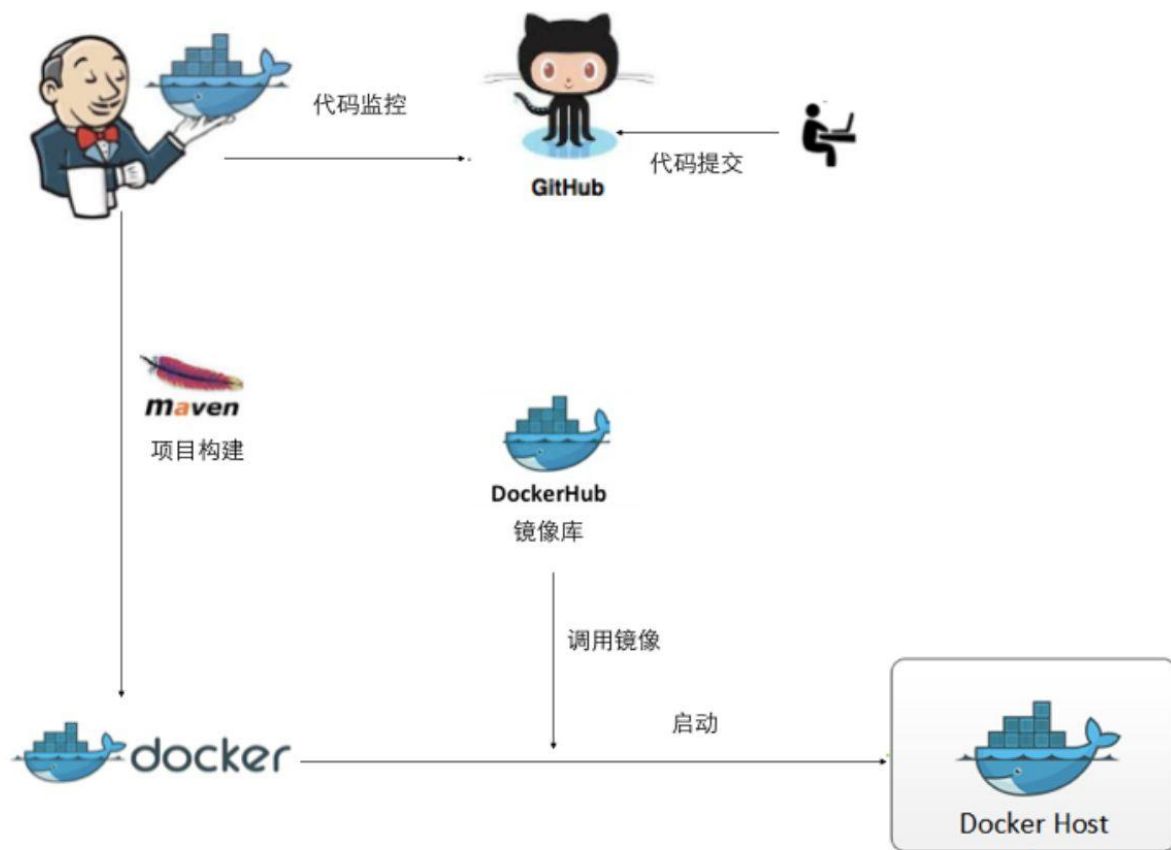 代码监控
代码提交
GitHub
maven
项目构建
DockerHub
镜像库
调用镜像
启动
docker
Docker Host